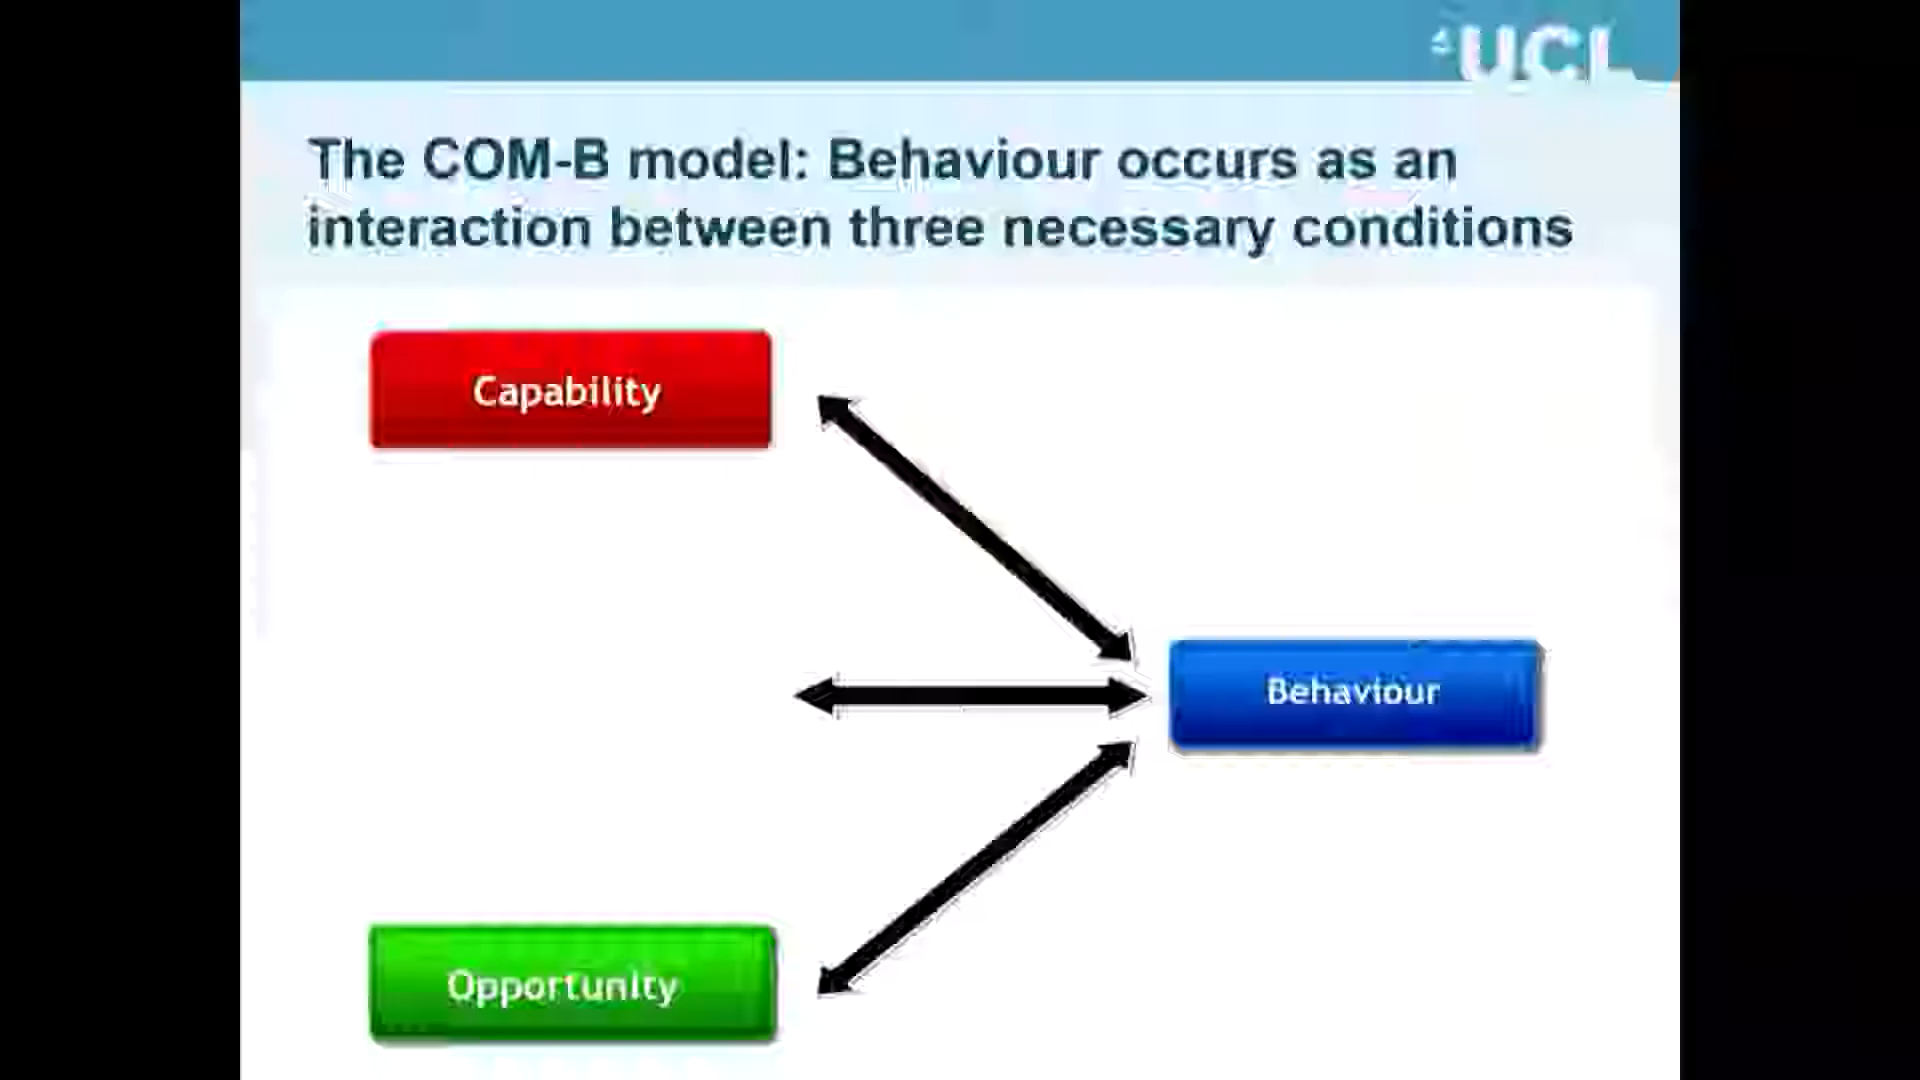 UCL
The COM-B model: Behaviour occurs as an
interaction between three necessary conditions
Capability
Behaviour
Opportunity